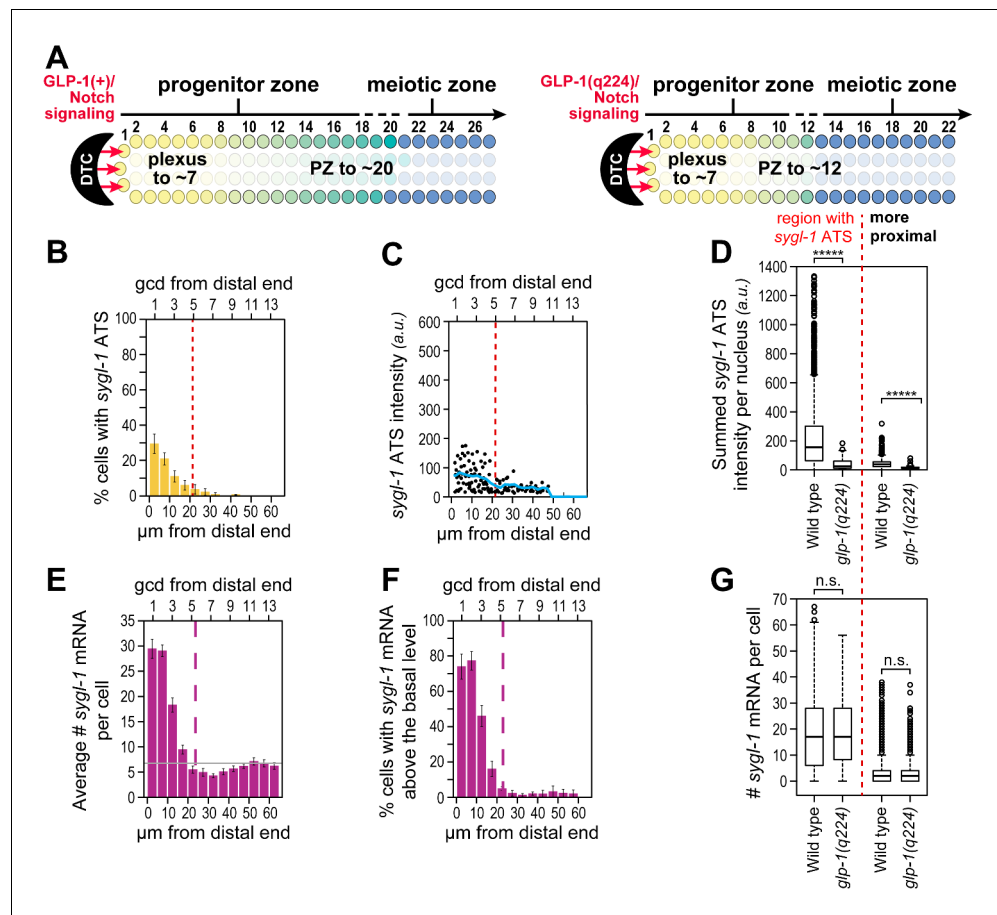 A
GLP-1(+)/
Notch
signaling
progenitor zone
meiotic zone
1 2 4 6 8 10 12 14 16 18 20 22 24 26
DTC
plexus
to ~7
PZ to ~20
GLP-1(q224)/
Notch
signaling
progenitor zone
meiotic zone
1 2 4 6 8 10 12 14 16 18 20 22
DTC
plexus
to ~7
PZ to ~12
B
gcd from distal end
1 3 5 7 9 11 13
% cells with sygl-1 ATS
100
80
60
40
20
0
0 10 20 30 40 50 60
µm from distal end
C
gcd from distal end
1 3 5 7 9 11 13
sygl-1 ATS intensity (a.u.)
600
500
400
300
200
100
0
0 10 20 30 40 50 60
µm from distal end
region with
sygl-1 ATS
more
proximal
D
Summed sygl-1 ATS
intensity per nucleus (a.u.)
1400
1200
1000
800
600
400
200
0
*****
*****
Wild type
glp-1(q224)
Wild type
glp-1(q224)
E
gcd from distal end
1 3 5 7 9 11 13
Average # sygl-1 mRNA
per cell
35
30
25
20
15
10
5
0
0 10 20 30 40 50 60
µm from distal end
F
gcd from distal end
1 3 5 7 9 11 13
% cells with sygl-1 mRNA
above the basal level
100
80
60
40
20
0
0 10 20 30 40 50 60
µm from distal end
G
# sygl-1 mRNA per cell
70
60
50
40
30
20
10
0
n.s.
n.s.
Wild type
glp-1(q224)
Wild type
glp-1(q224)